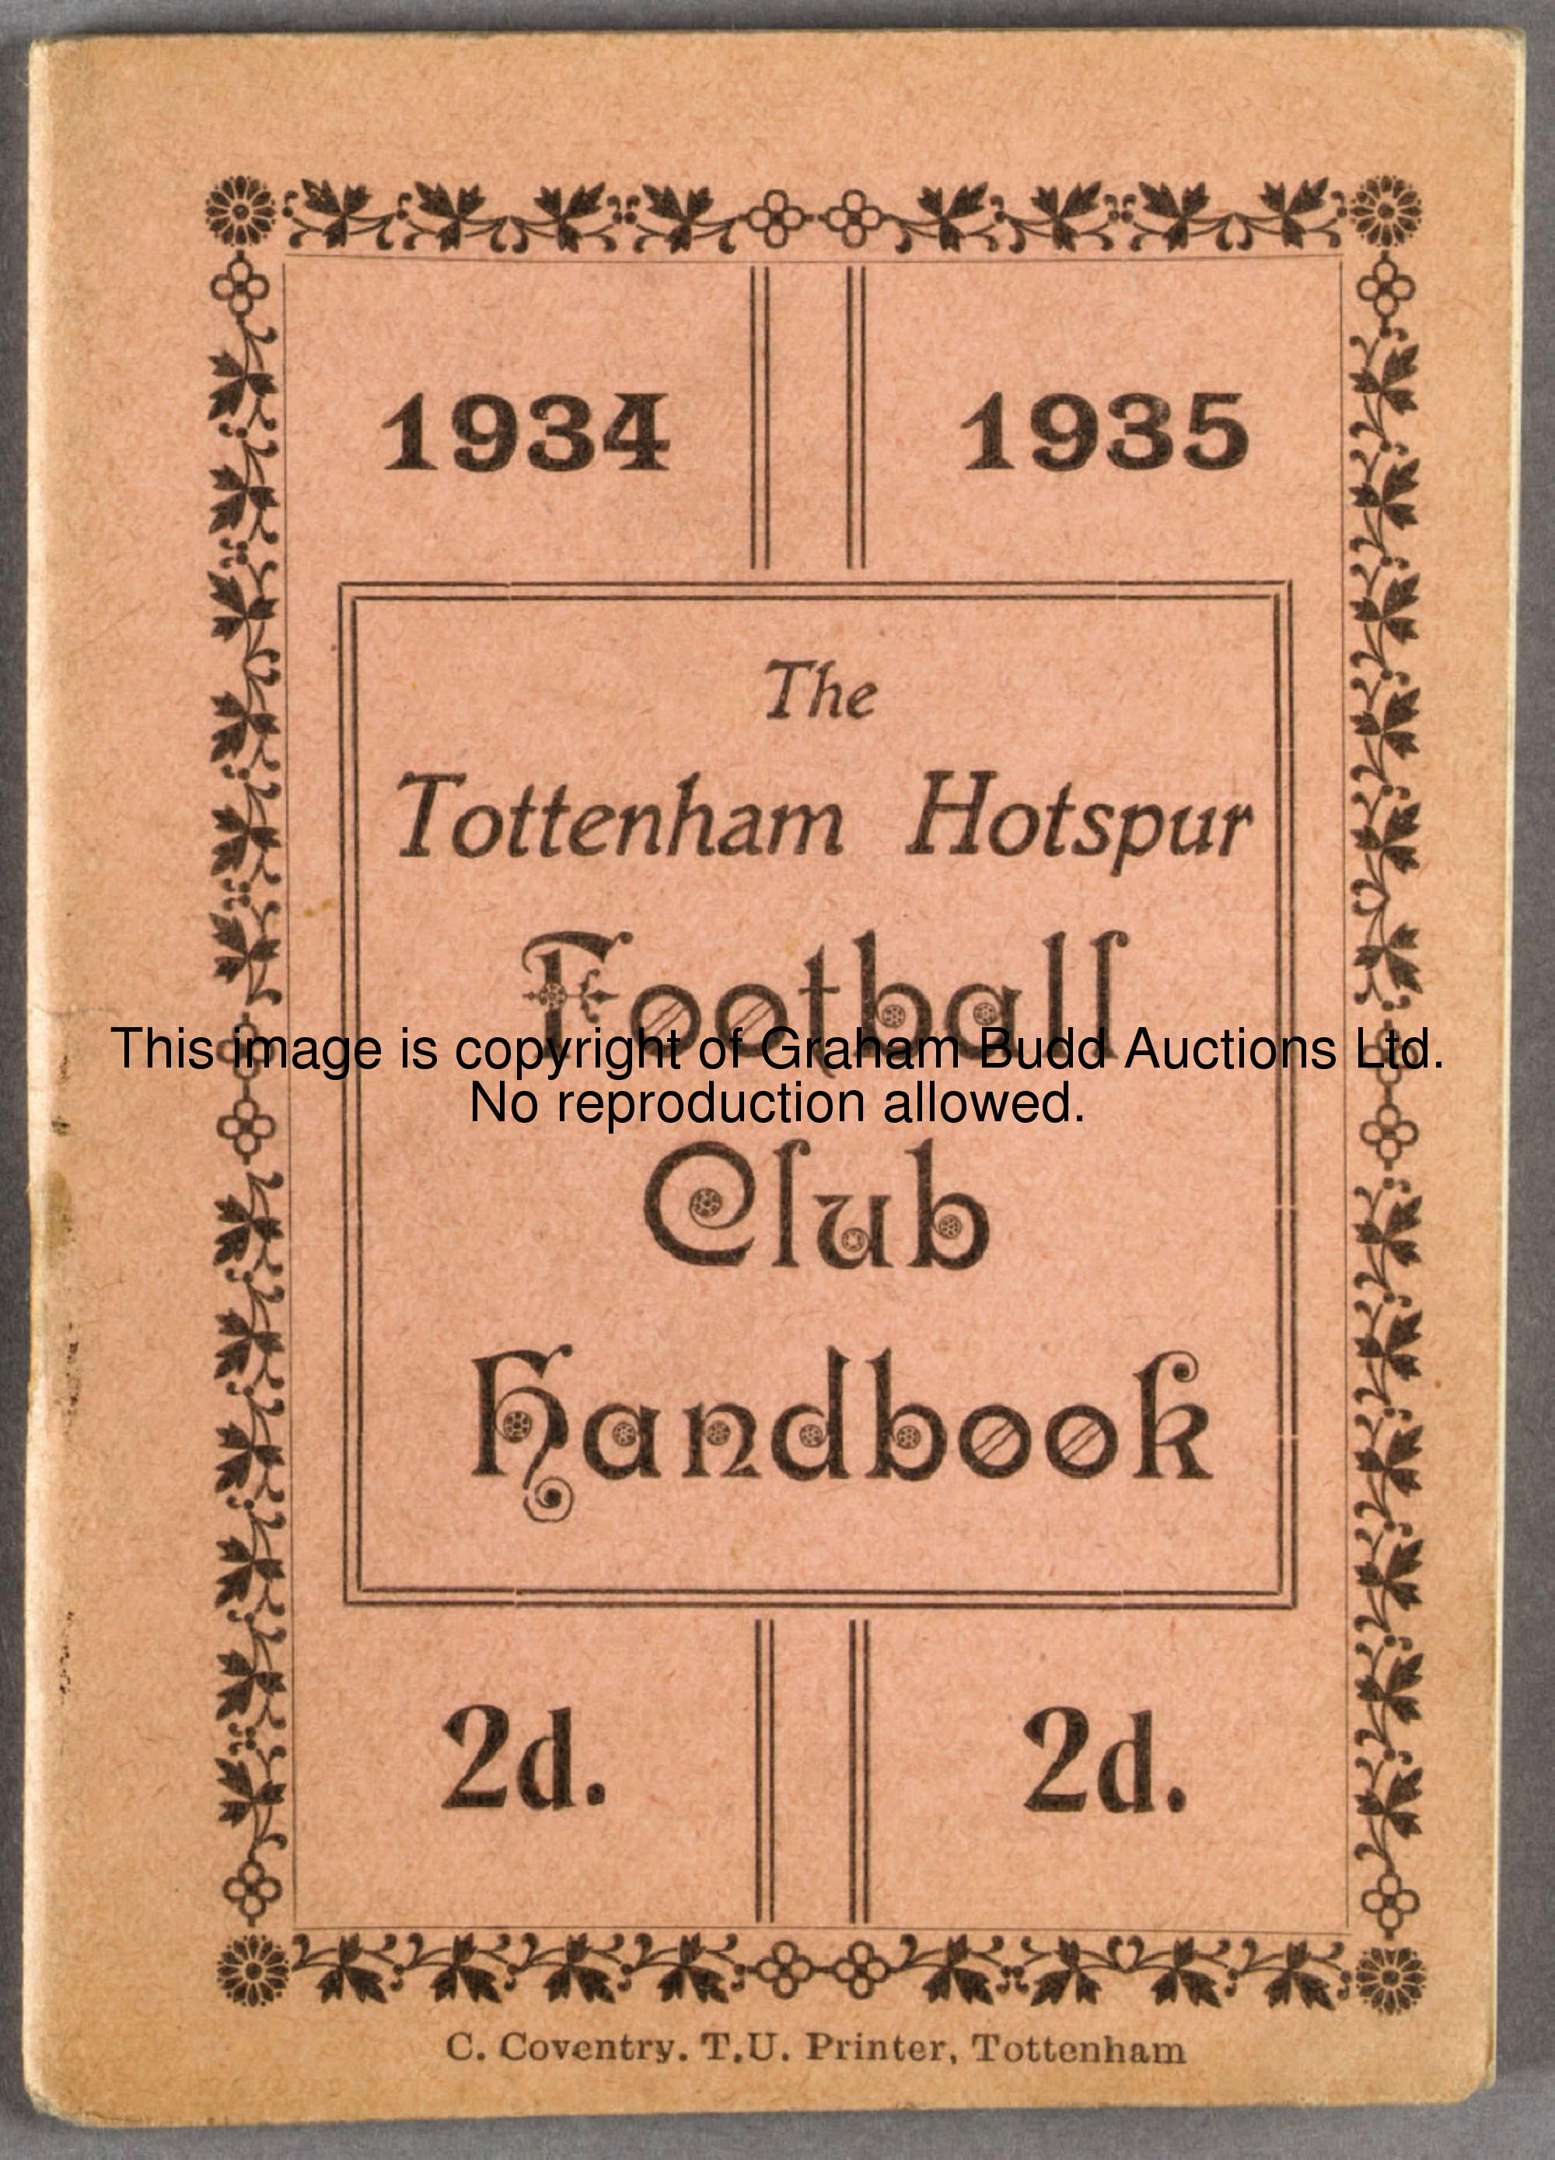 1934 1935
The
Tottenham Hotspur
Football
This image is copyright of Graham Budd Auctions Ltd.
No reproduction allowed.
Club
Handbook
2d. 2d.
C. Coventry. T.U. Printer, Tottenham